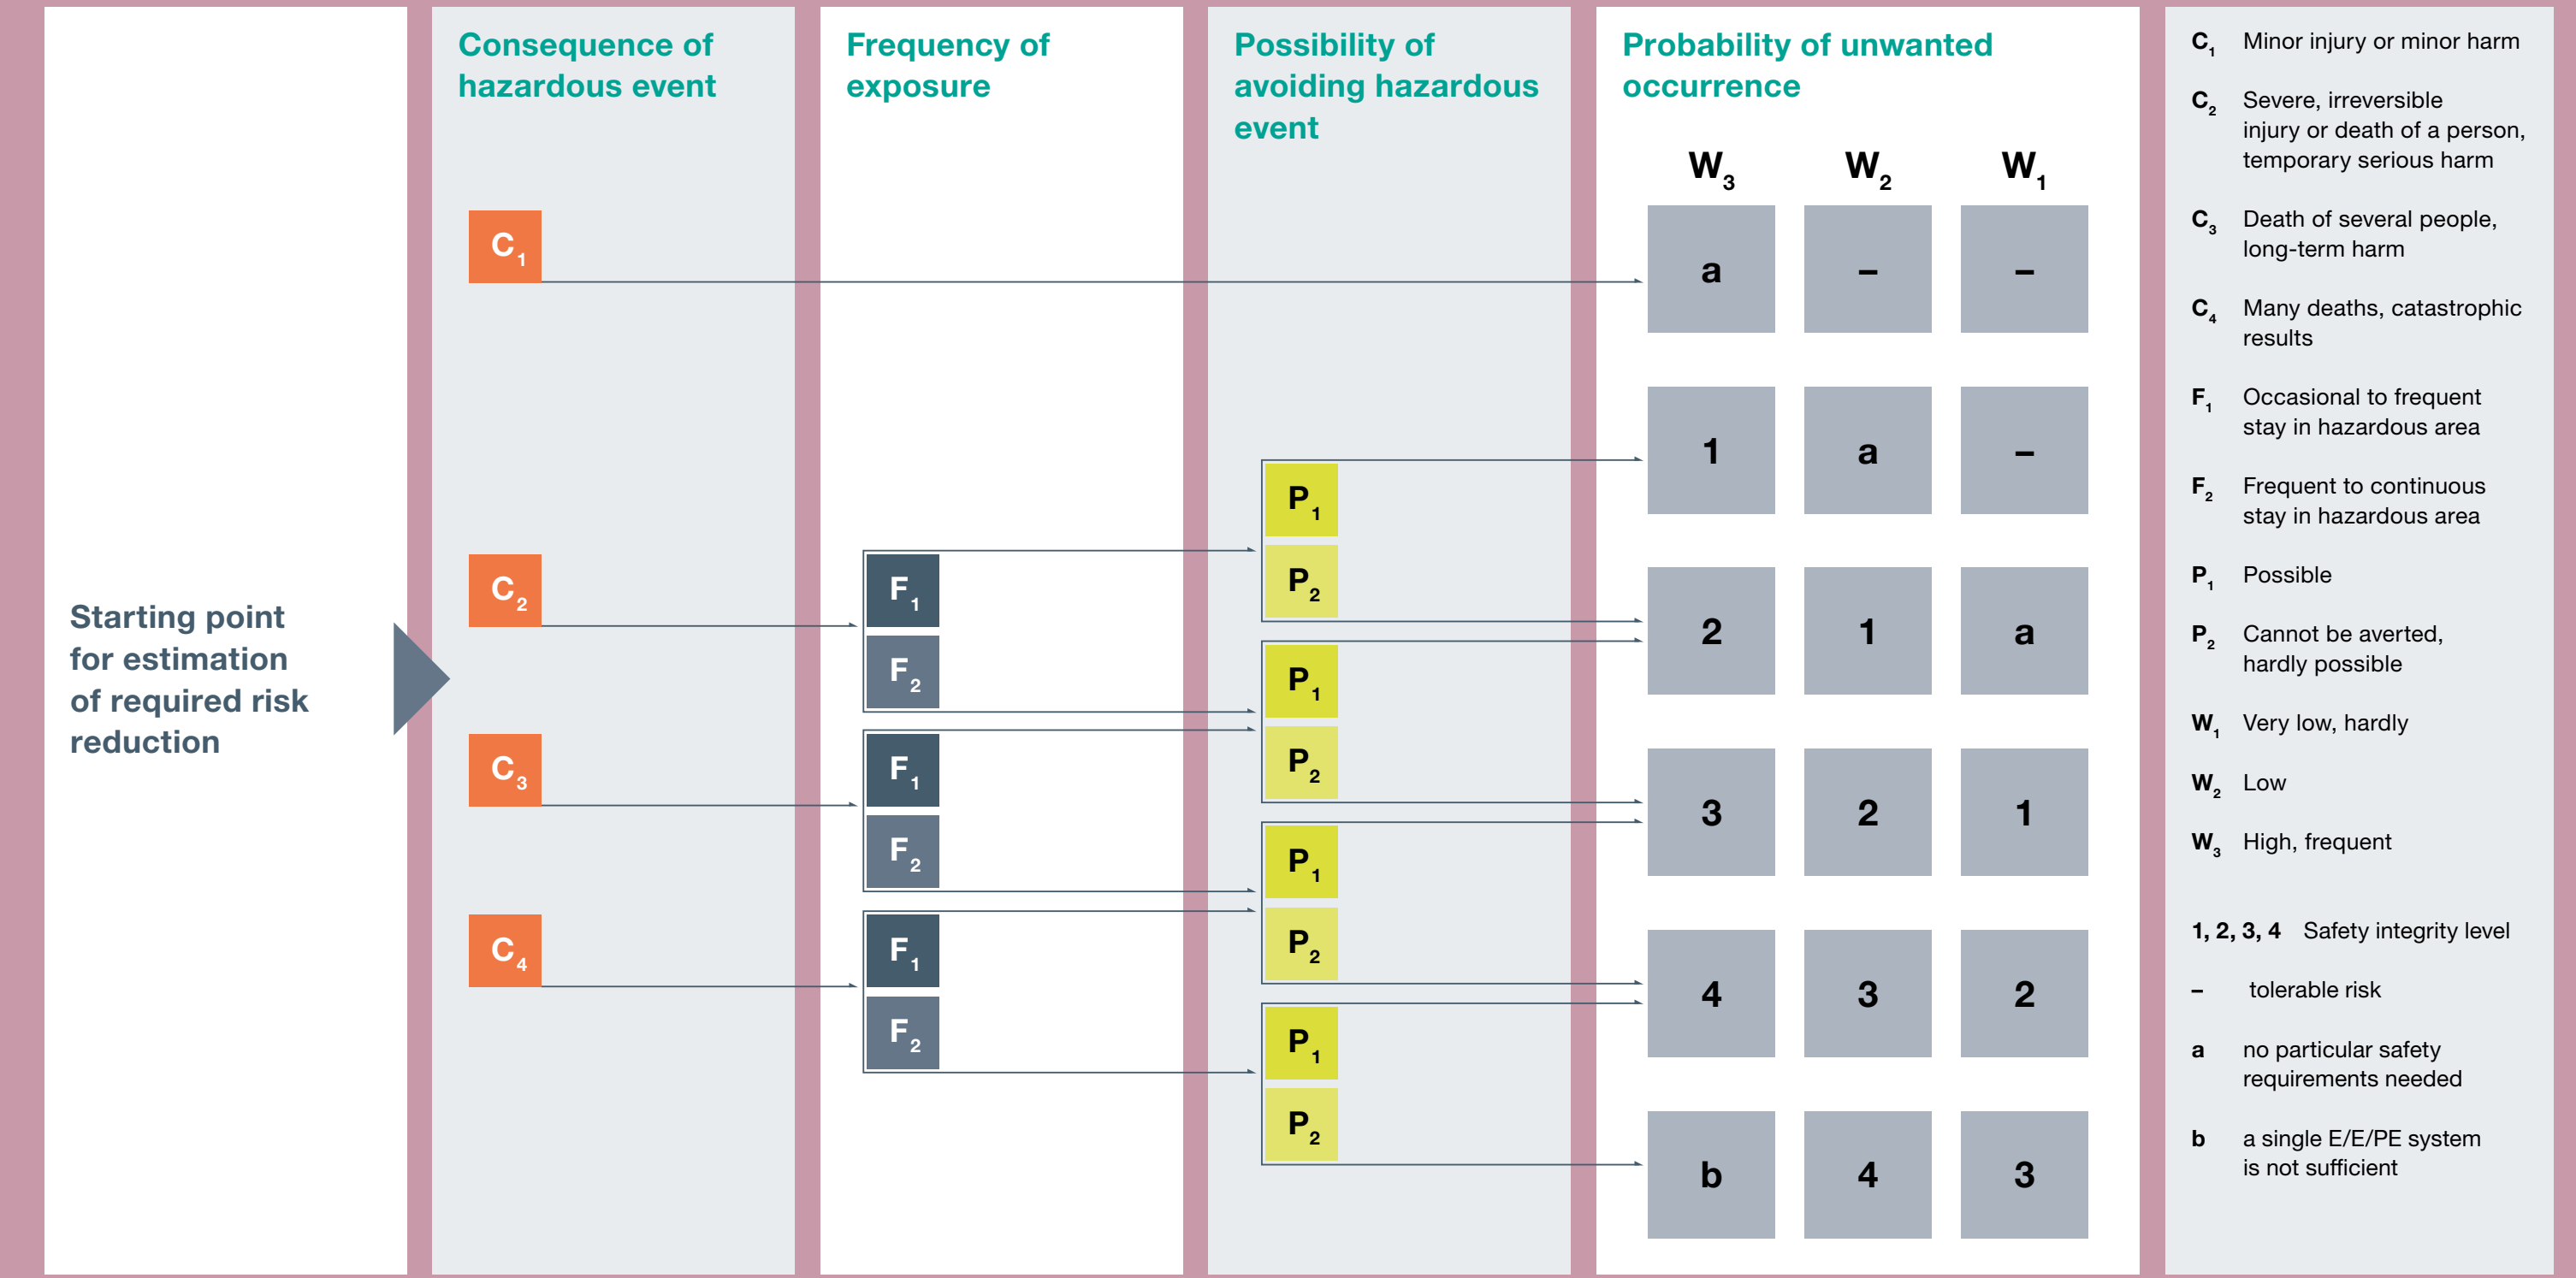 Starting point
for estimation
of required risk
reduction
Consequence of
hazardous event
C1
C2
C3
C4
Frequency of
exposure
F1
F2
F1
F2
F1
F2
Possibility of
avoiding hazardous
event
P1
P2
P1
P2
P1
P2
P1
P2
Probability of unwanted
occurrence
W3 W2 W1
a – –
1 a –
2 1 a
3 2 1
4 3 2
b 4 3
C1 Minor injury or minor harm
C2 Severe, irreversible
injury or death of a person,
temporary serious harm
C3 Death of several people,
long-term harm
C4 Many deaths, catastrophic
results
F1 Occasional to frequent
stay in hazardous area
F2 Frequent to continuous
stay in hazardous area
P1 Possible
P2 Cannot be averted,
hardly possible
W1 Very low, hardly
W2 Low
W3 High, frequent
1, 2, 3, 4 Safety integrity level
– tolerable risk
a no particular safety
requirements needed
b a single E/E/PE system
is not sufficient